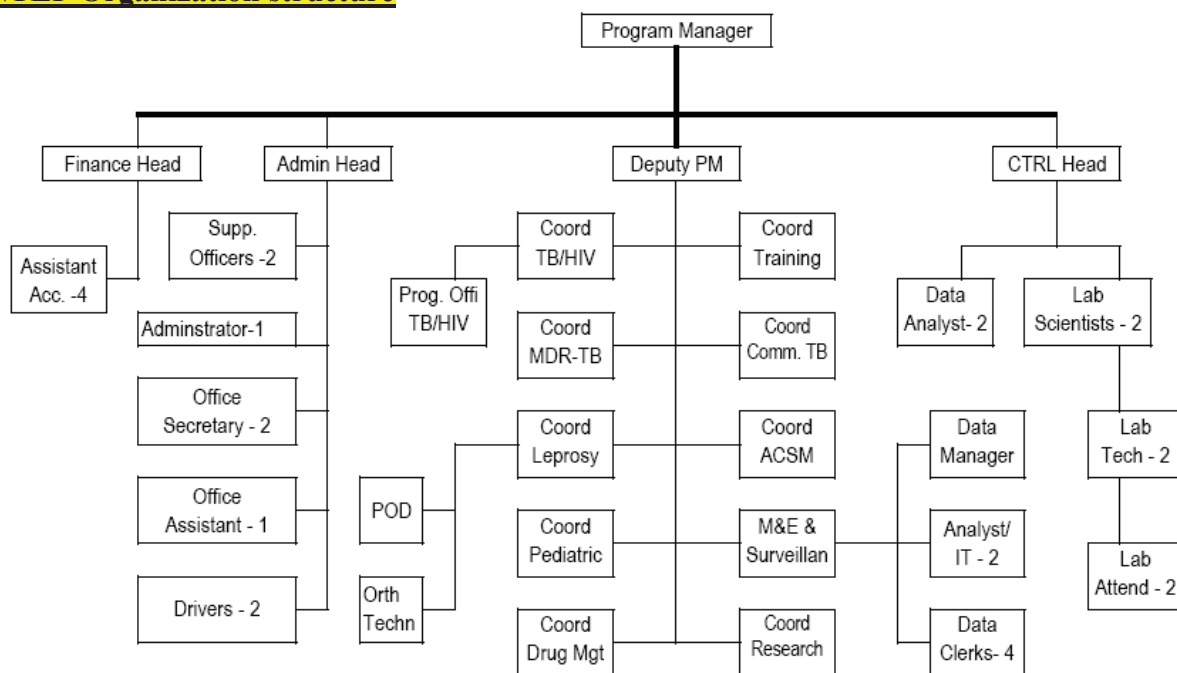 Organization structure
Program Manager
Finance Head
Admin Head
Deputy PM
CTRL Head
Supp.
Officers -2
Assistant
Acc. -4
Adminstrator-1
Office
Secretary - 2
Office
Assistant - 1
Drivers - 2
Coord
TB/HIV
Coord
Training
Prog. Offi
TB/HIV
Coord
MDR-TB
Coord
Comm. TB
Coord
Leprosy
Coord
ACSM
POD
Orth
Techn
Coord
Pediatric
M&E &
Surveillan
Coord
Drug Mgt
Coord
Research
Data
Manager
Analyst/
IT - 2
Data
Clerks- 4
Data
Analyst- 2
Lab
Scientists - 2
Lab
Tech - 2
Lab
Attend - 2